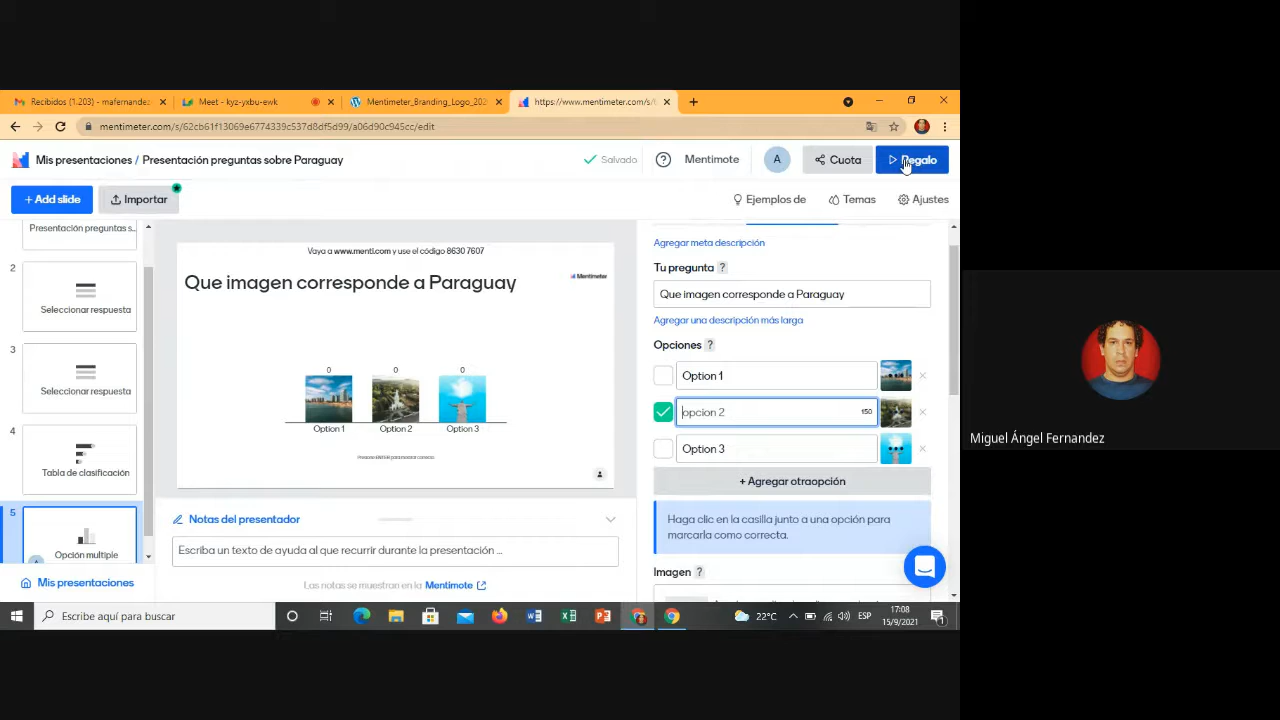 Recibidos (1.203) - mafernandez
Meet - kyz-yxbu-ewk
Mentimeter_Branding_Logo_202
https://www.mentimeter.com/s/
mentimeter.com/s/62cb61f13069e6774339c537d8df5d99/a06d90c945cc/edit
Mis presentaciones / Presentación preguntas sobre Paraguay
Salvado
Mentimote
A
Cuota
Regalo
+ Add slide
Importar
Ejemplos de
Temas
Ajustes
Presentación preguntas s...
2
Seleccionar respuesta
3
Seleccionar respuesta
4
Tabla de clasificación
5
Opción multiple
A
Mis presentaciones
Vaya a www.menti.com y use el código 8630 7607
Que imagen corresponde a Paraguay
Mentimeter
0
0
0
Option 1
Option 2
Option 3
Notas del presentador
Escriba un texto de ayuda al que recurrir durante la presentación ...
Las notas se muestran en la Mentimote
Agregar meta descripción
Tu pregunta ?
Que imagen corresponde a Paraguay
Agregar una descripción más larga
Opciones ?
Option 1
opcion 2
150
Option 3
+ Agregar otraopción
Haga clic en la casilla junto a una opción para
marcarla como correcta.
Imagen ?
Escribe aquí para buscar
22°C
ESP
17:08
15/9/2021
Miguel Ángel Fernandez